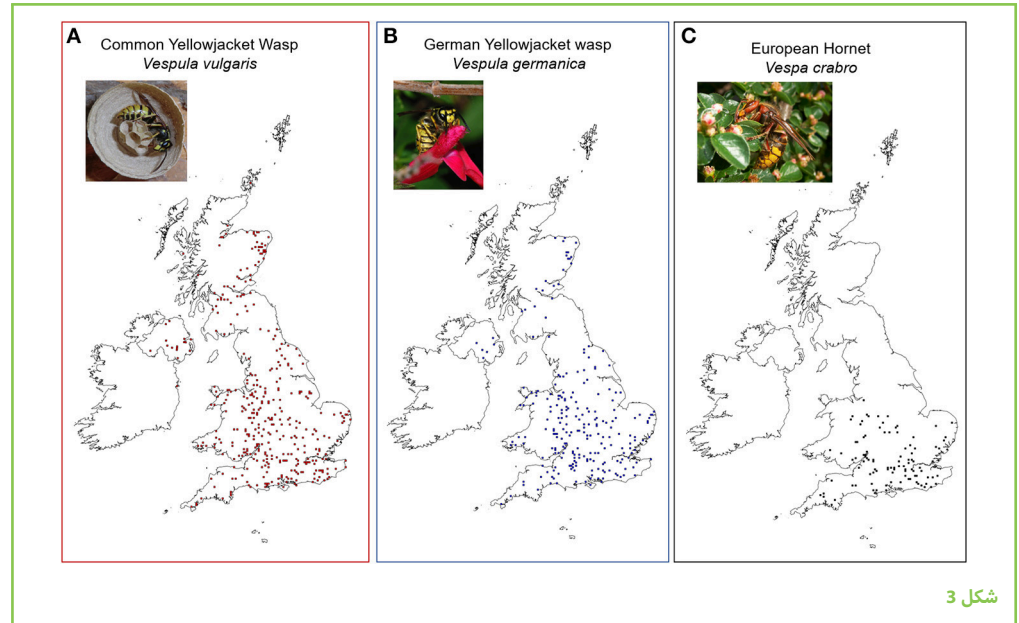 A
Common Yellowjacket Wasp
Vespula vulgaris
B
German Yellowjacket wasp
Vespula germanica
C
European Hornet
Vespa crabro
شكل 3